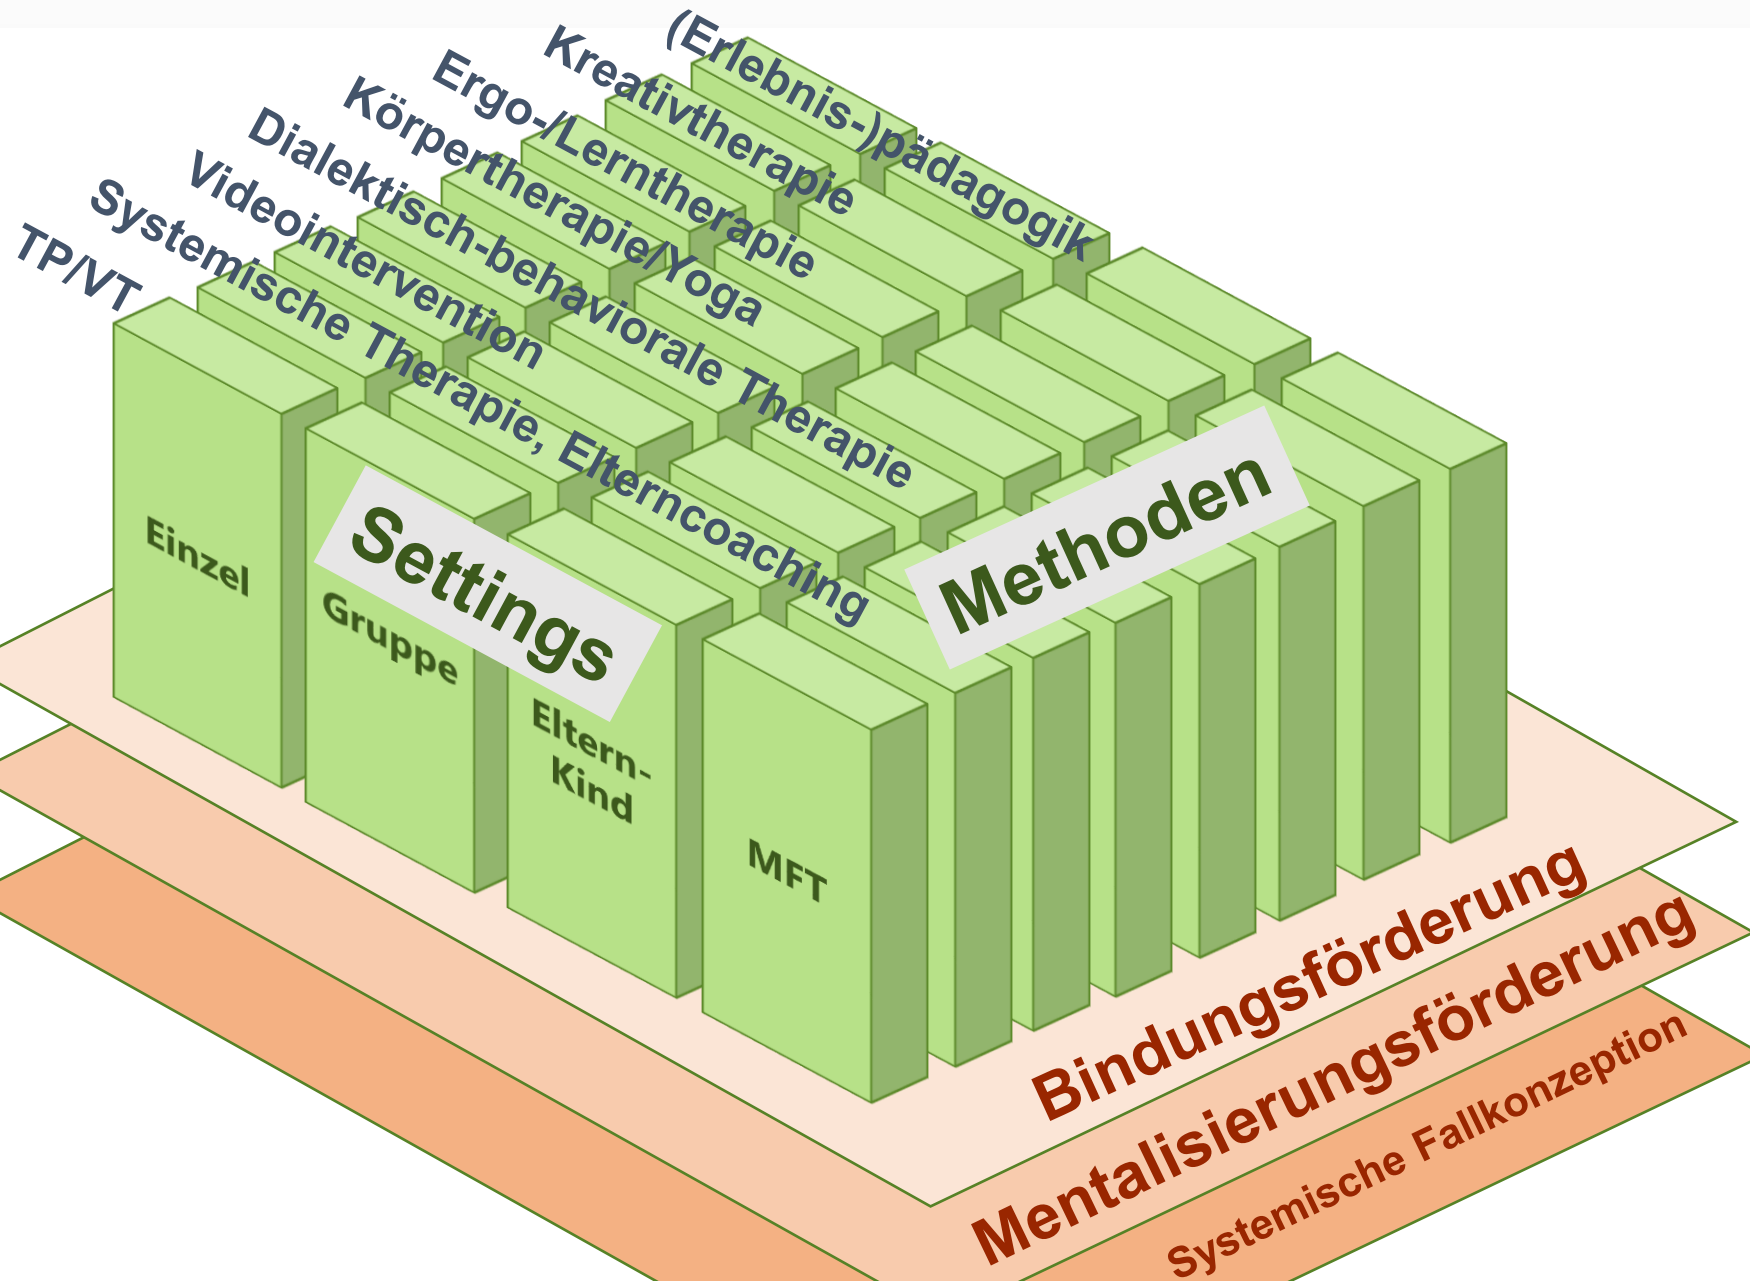 (Erlebnis-)pädagogik
Kreativtherapie
Ergo-/Lerntherapie
Körpertherapie/Yoga
Dialektisch-behaviorale Therapie
Videointervention
Systemische Therapie, Elterncoaching
TP/VT
Methoden
Settings
Einzel
Gruppe
Eltern-
Kind
MFT
Bindungsförderung
Mentalisierungsförderung
Systemische Fallkonzeption